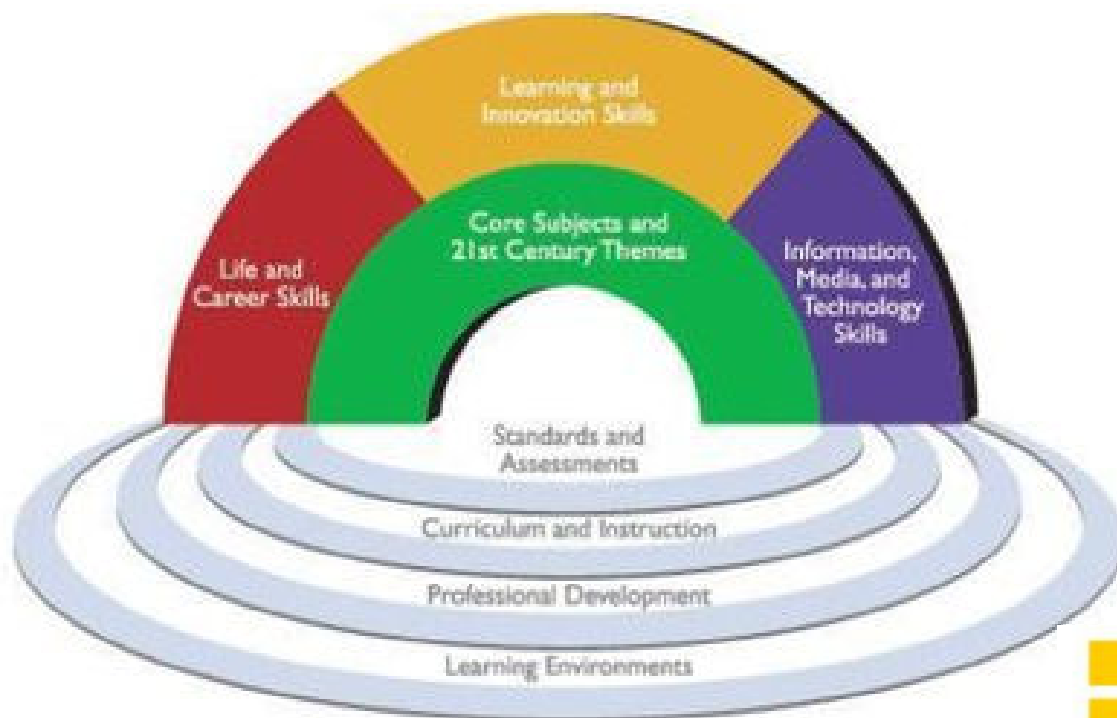 Learning and
Innovation Skills
Core Subjects and
21st Century Themes
Life and
Career Skills
Information,
Media, and
Technology
Skills
Standards and
Assessments
Curriculum and Instruction
Professional Development
Learning Environments